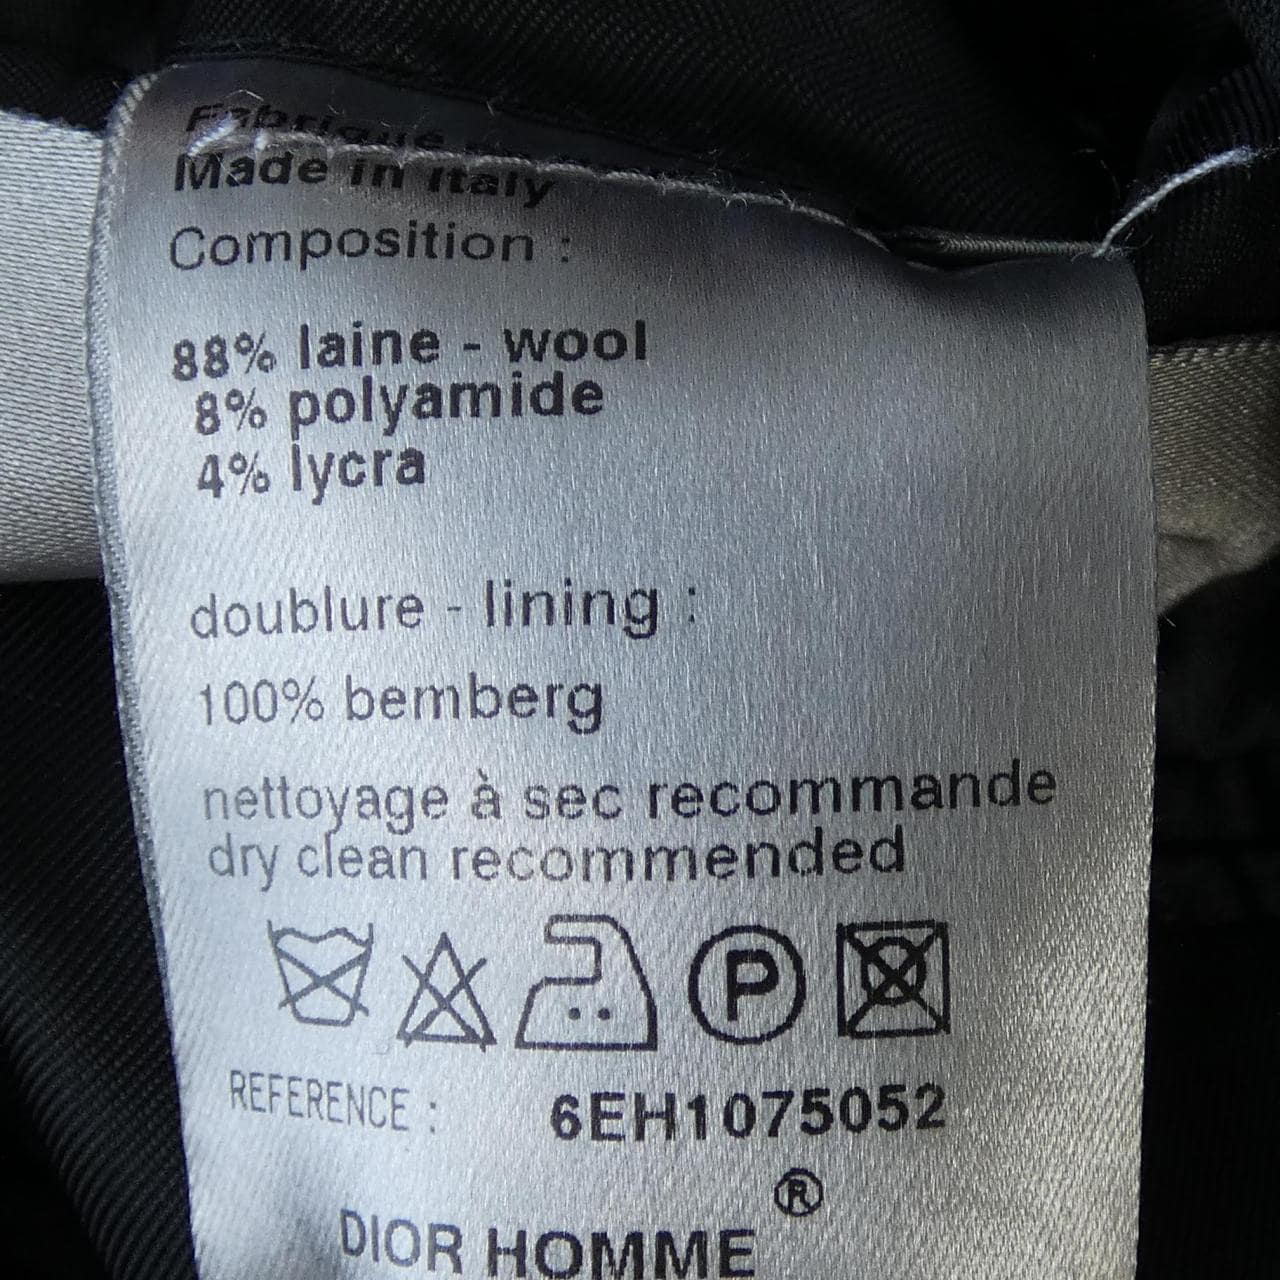 Fabriqué
Made in Italy
Composition :
88% laine - wool
8% polyamide
4% lycra
doublure - lining :
100% bemberg
nettoyage à sec recommande
dry clean recommended
P
REFERENCE : 6EH1075052
DIOR HOMME ®